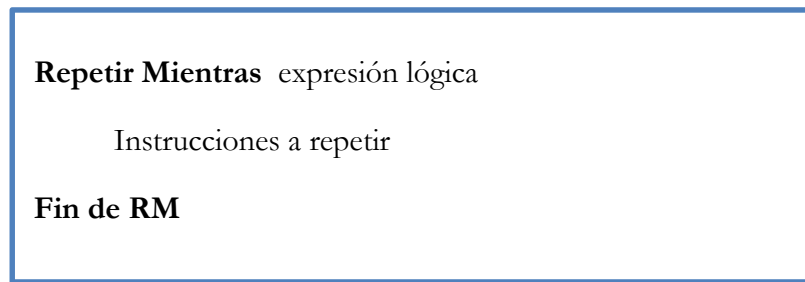 Repetir Mientras expresión lógica
Instrucciones a repetir
Fin de RM